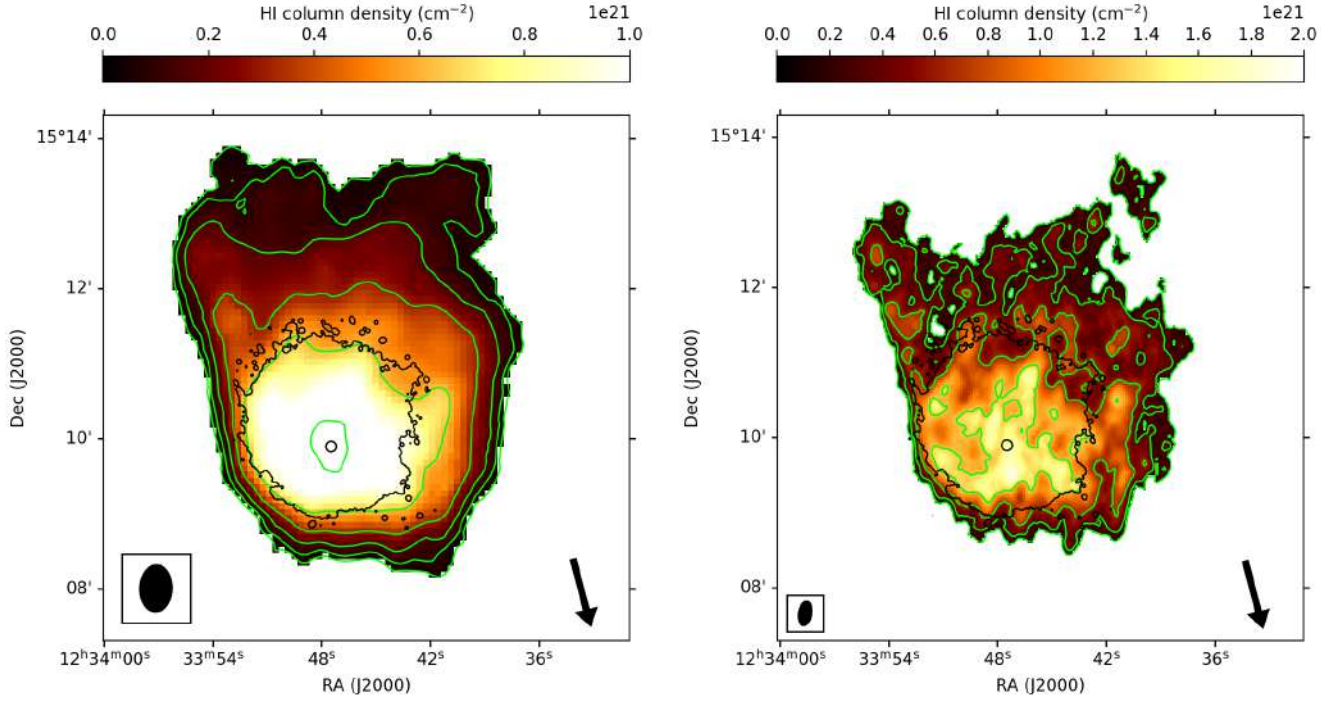 HI column density (cm⁻²) 1e21
0.0 0.2 0.4 0.6 0.8 1.0
15°14'
12'
10'
08'
Dec (J2000)
12ʰ34ᵐ00ˢ 33ᵐ54ˢ 48ˢ 42ˢ 36ˢ
RA (J2000)
HI column density (cm⁻²) 1e21
0.0 0.2 0.4 0.6 0.8 1.0 1.2 1.4 1.6 1.8 2.0
15°14'
12'
10'
08'
Dec (J2000)
12ʰ34ᵐ00ˢ 33ᵐ54ˢ 48ˢ 42ˢ 36ˢ
RA (J2000)